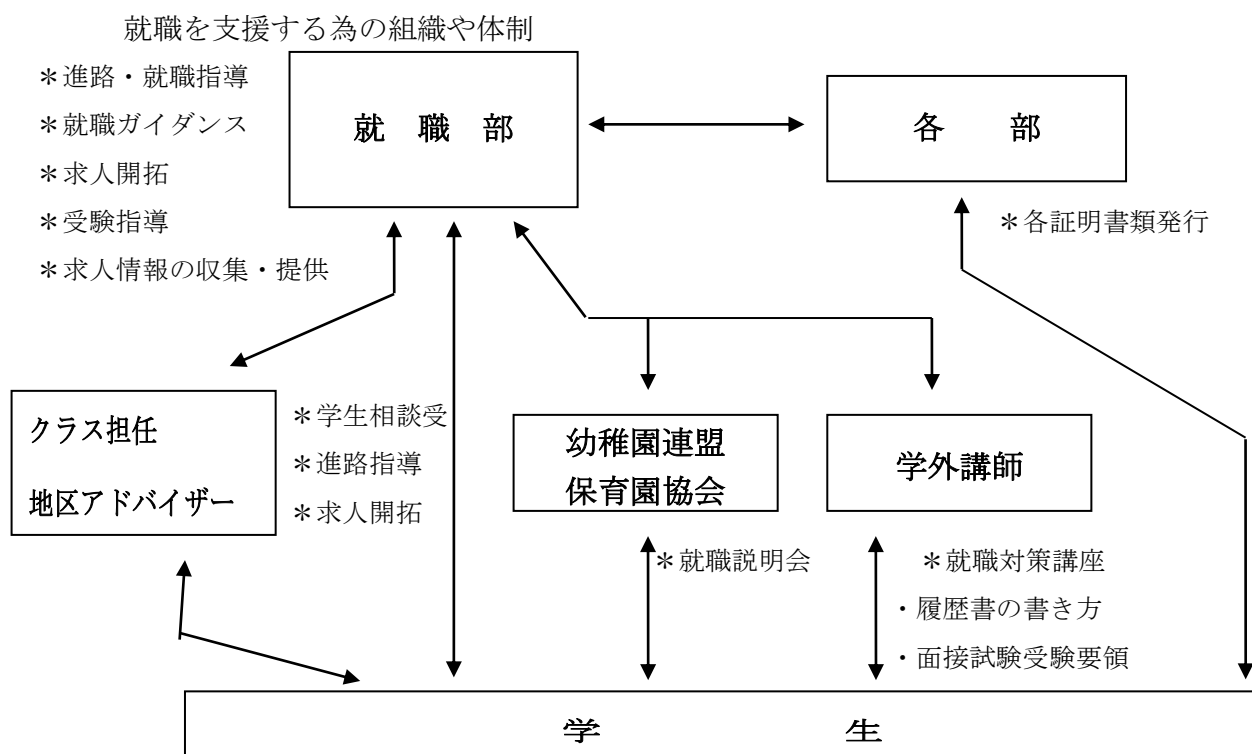 就職を支援する為の組織や体制
＊進路・就職指導
＊就職ガイダンス
＊求人開拓
＊受験指導
＊求人情報の収集・提供
就　職　部
各　　部
＊各証明書類発行
クラス担任
地区アドバイザー
＊学生相談受
＊進路指導
＊求人開拓
幼稚園連盟
保育園協会
学外講師
＊就職説明会
＊就職対策講座
・履歴書の書き方
・面接試験受験要領
学　　　　生